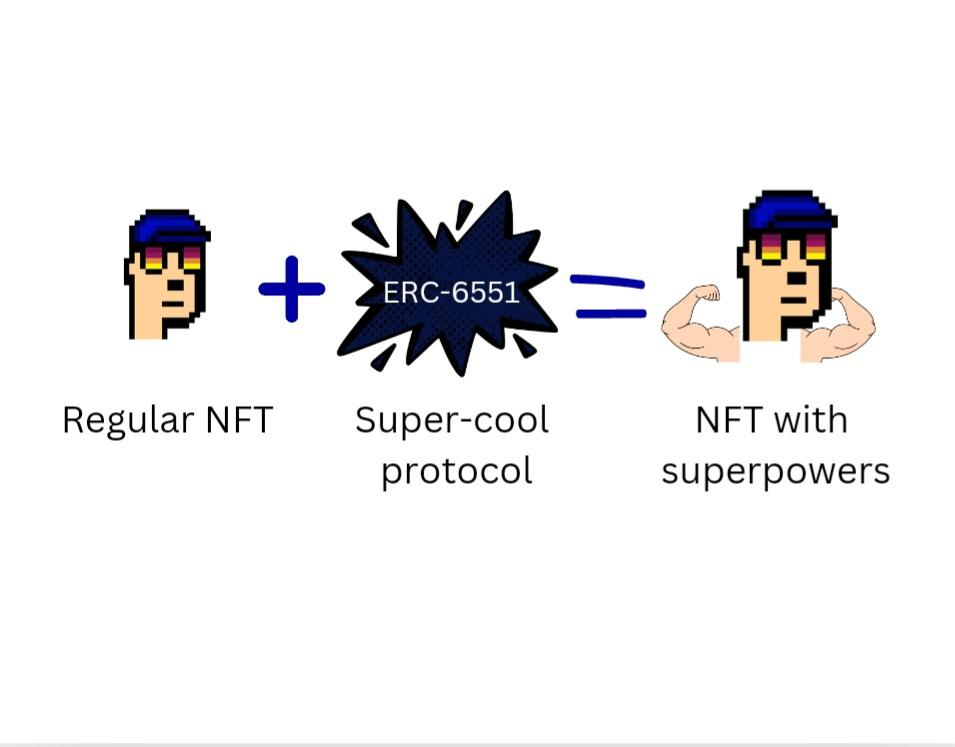 ERC-6551
Regular NFT
Super-cool
protocol
NFT with
superpowers